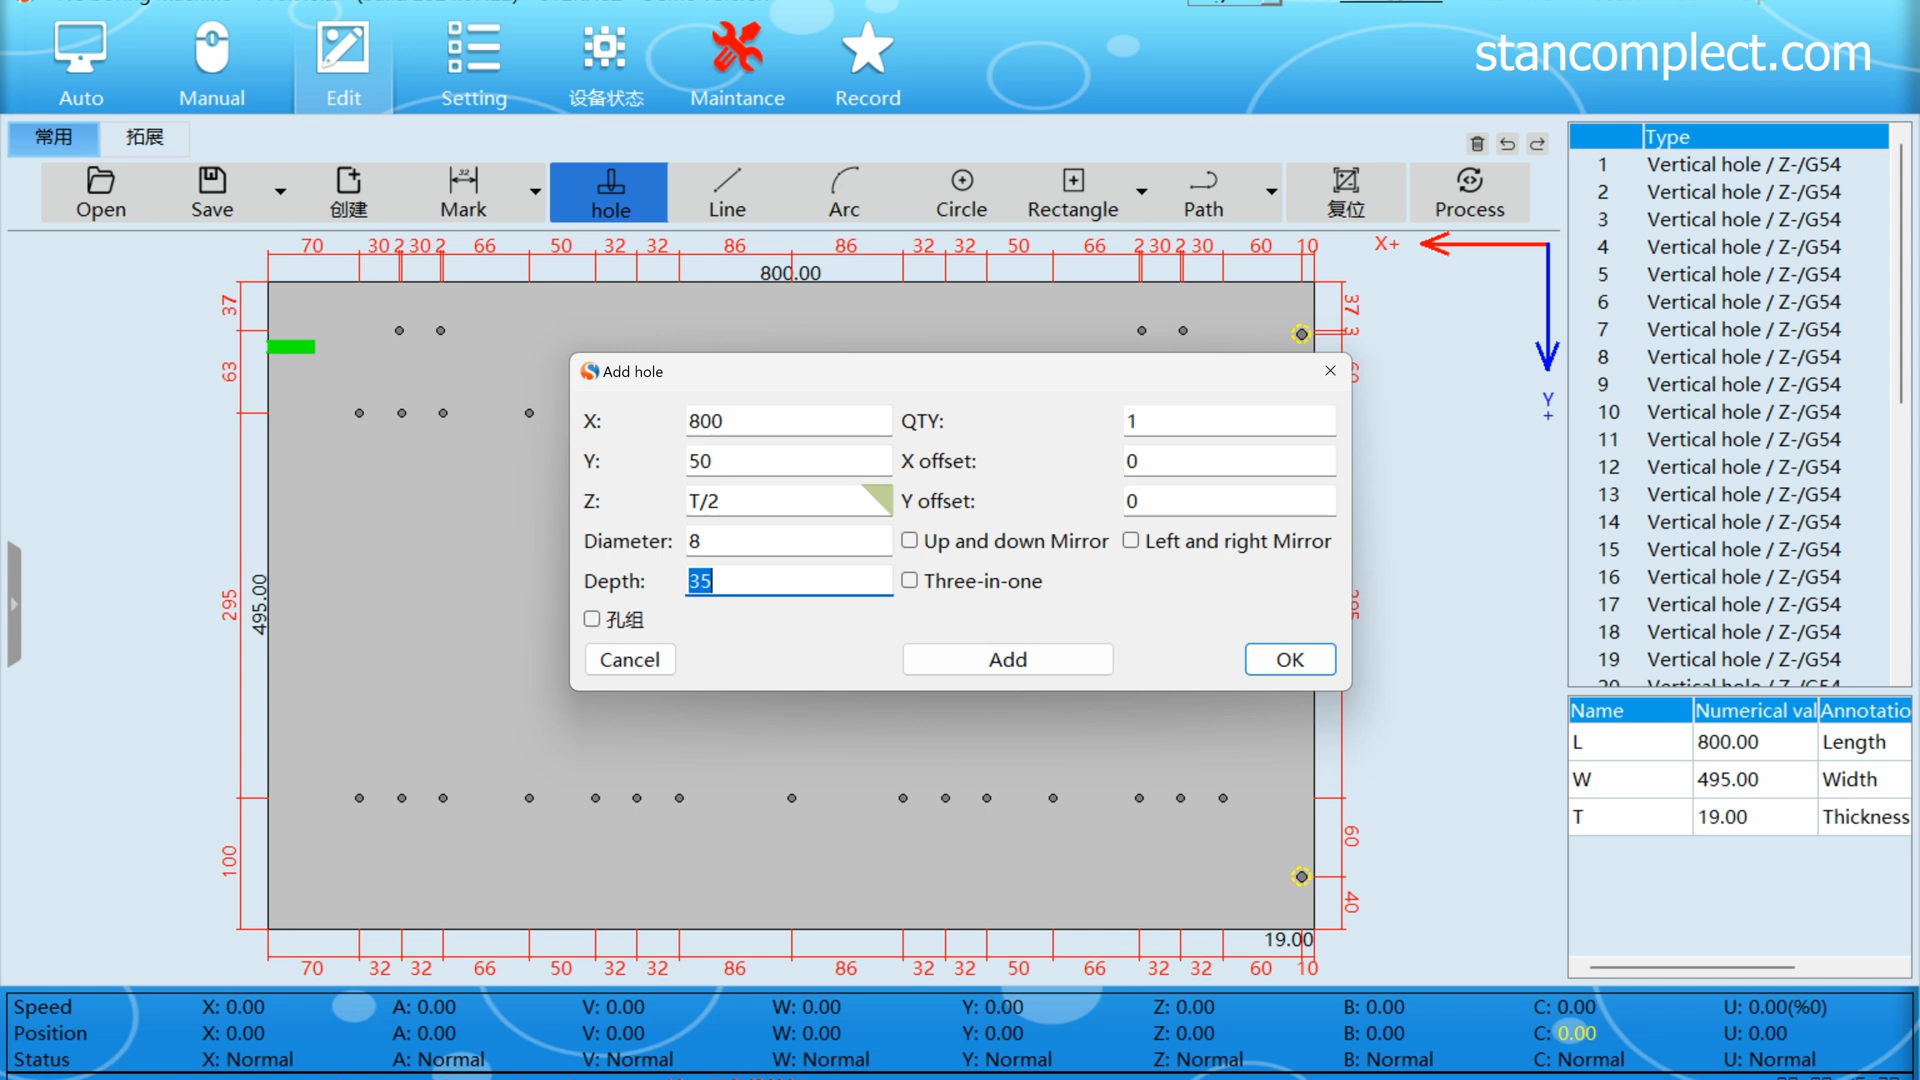 stancomplect.com
Auto Manual Edit Setting 设备状态 Maintance Record
常用 拓展
Open Save 创建 Mark hole Line Arc Circle Rectangle Path 复位 Process
32
70 30 2 30 2 66 50 32 32 86 86 32 32 50 66 2 30 2 30 60 10 X+
800.00
37 63 295 100
495.00
37 3
Y
+
60
40
19.00
70 32 32 66 50 32 32 86 86 32 32 50 66 32 32 60 10
Add hole
X: 800 QTY: 1
Y: 50 X offset: 0
Z: T/2 Y offset: 0
Diameter: 8 Up and down Mirror Left and right Mirror
Depth: 35 Three-in-one
孔组
Cancel Add OK
Type
1 Vertical hole / Z-/G54
2 Vertical hole / Z-/G54
3 Vertical hole / Z-/G54
4 Vertical hole / Z-/G54
5 Vertical hole / Z-/G54
6 Vertical hole / Z-/G54
7 Vertical hole / Z-/G54
8 Vertical hole / Z-/G54
9 Vertical hole / Z-/G54
10 Vertical hole / Z-/G54
11 Vertical hole / Z-/G54
12 Vertical hole / Z-/G54
13 Vertical hole / Z-/G54
14 Vertical hole / Z-/G54
15 Vertical hole / Z-/G54
16 Vertical hole / Z-/G54
17 Vertical hole / Z-/G54
18 Vertical hole / Z-/G54
19 Vertical hole / Z-/G54
20 Vertical hole / Z-/G54
Name Numerical val Annotatio
L 800.00 Length
W 495.00 Width
T 19.00 Thickness
Speed X: 0.00 A: 0.00 V: 0.00 W: 0.00 Y: 0.00 Z: 0.00 B: 0.00 C: 0.00 U: 0.00(%0)
Position X: 0.00 A: 0.00 V: 0.00 W: 0.00 Y: 0.00 Z: 0.00 B: 0.00 C: 0.00 U: 0.00
Status X: Normal A: Normal V: Normal W: Normal Y: Normal Z: Normal B: Normal C: Normal U: Normal